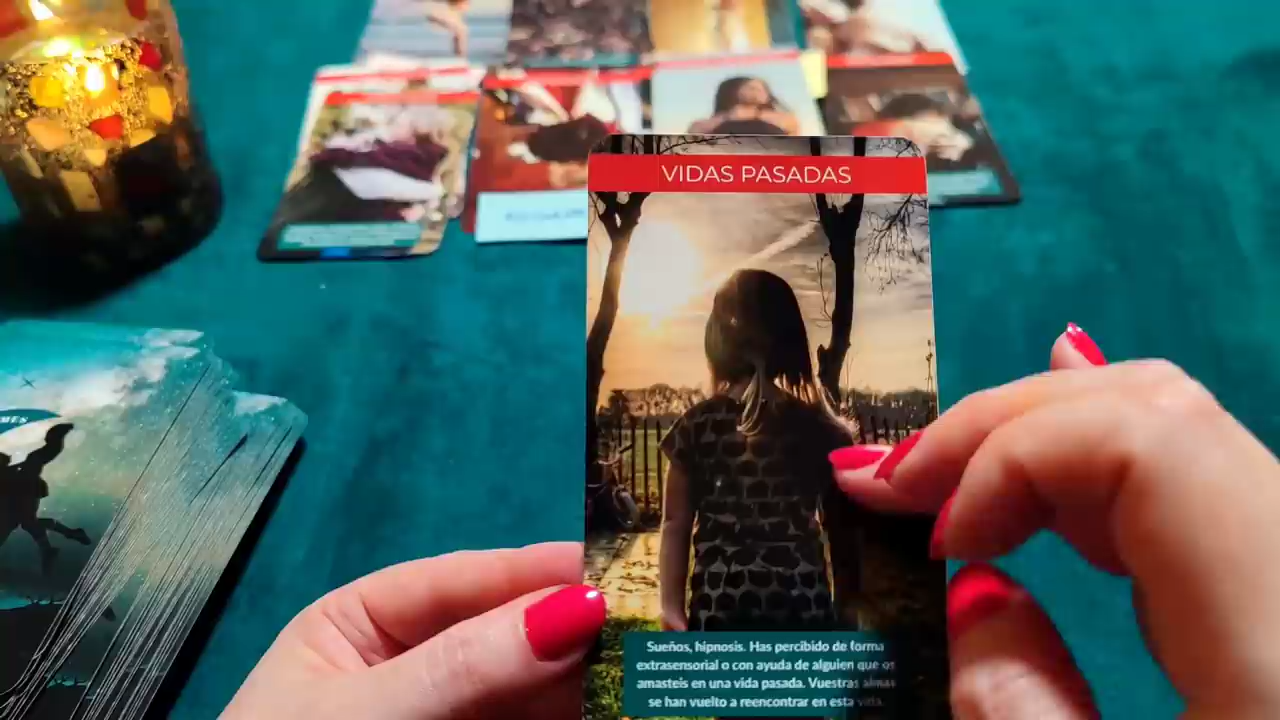 VIDAS PASADAS
Sueños, hipnosis. Has percibido de forma
extrasensorial o con ayuda de alguien que os
amasteis en una vida pasada. Vuestras almas
se han vuelto a reencontrar en esta vida.